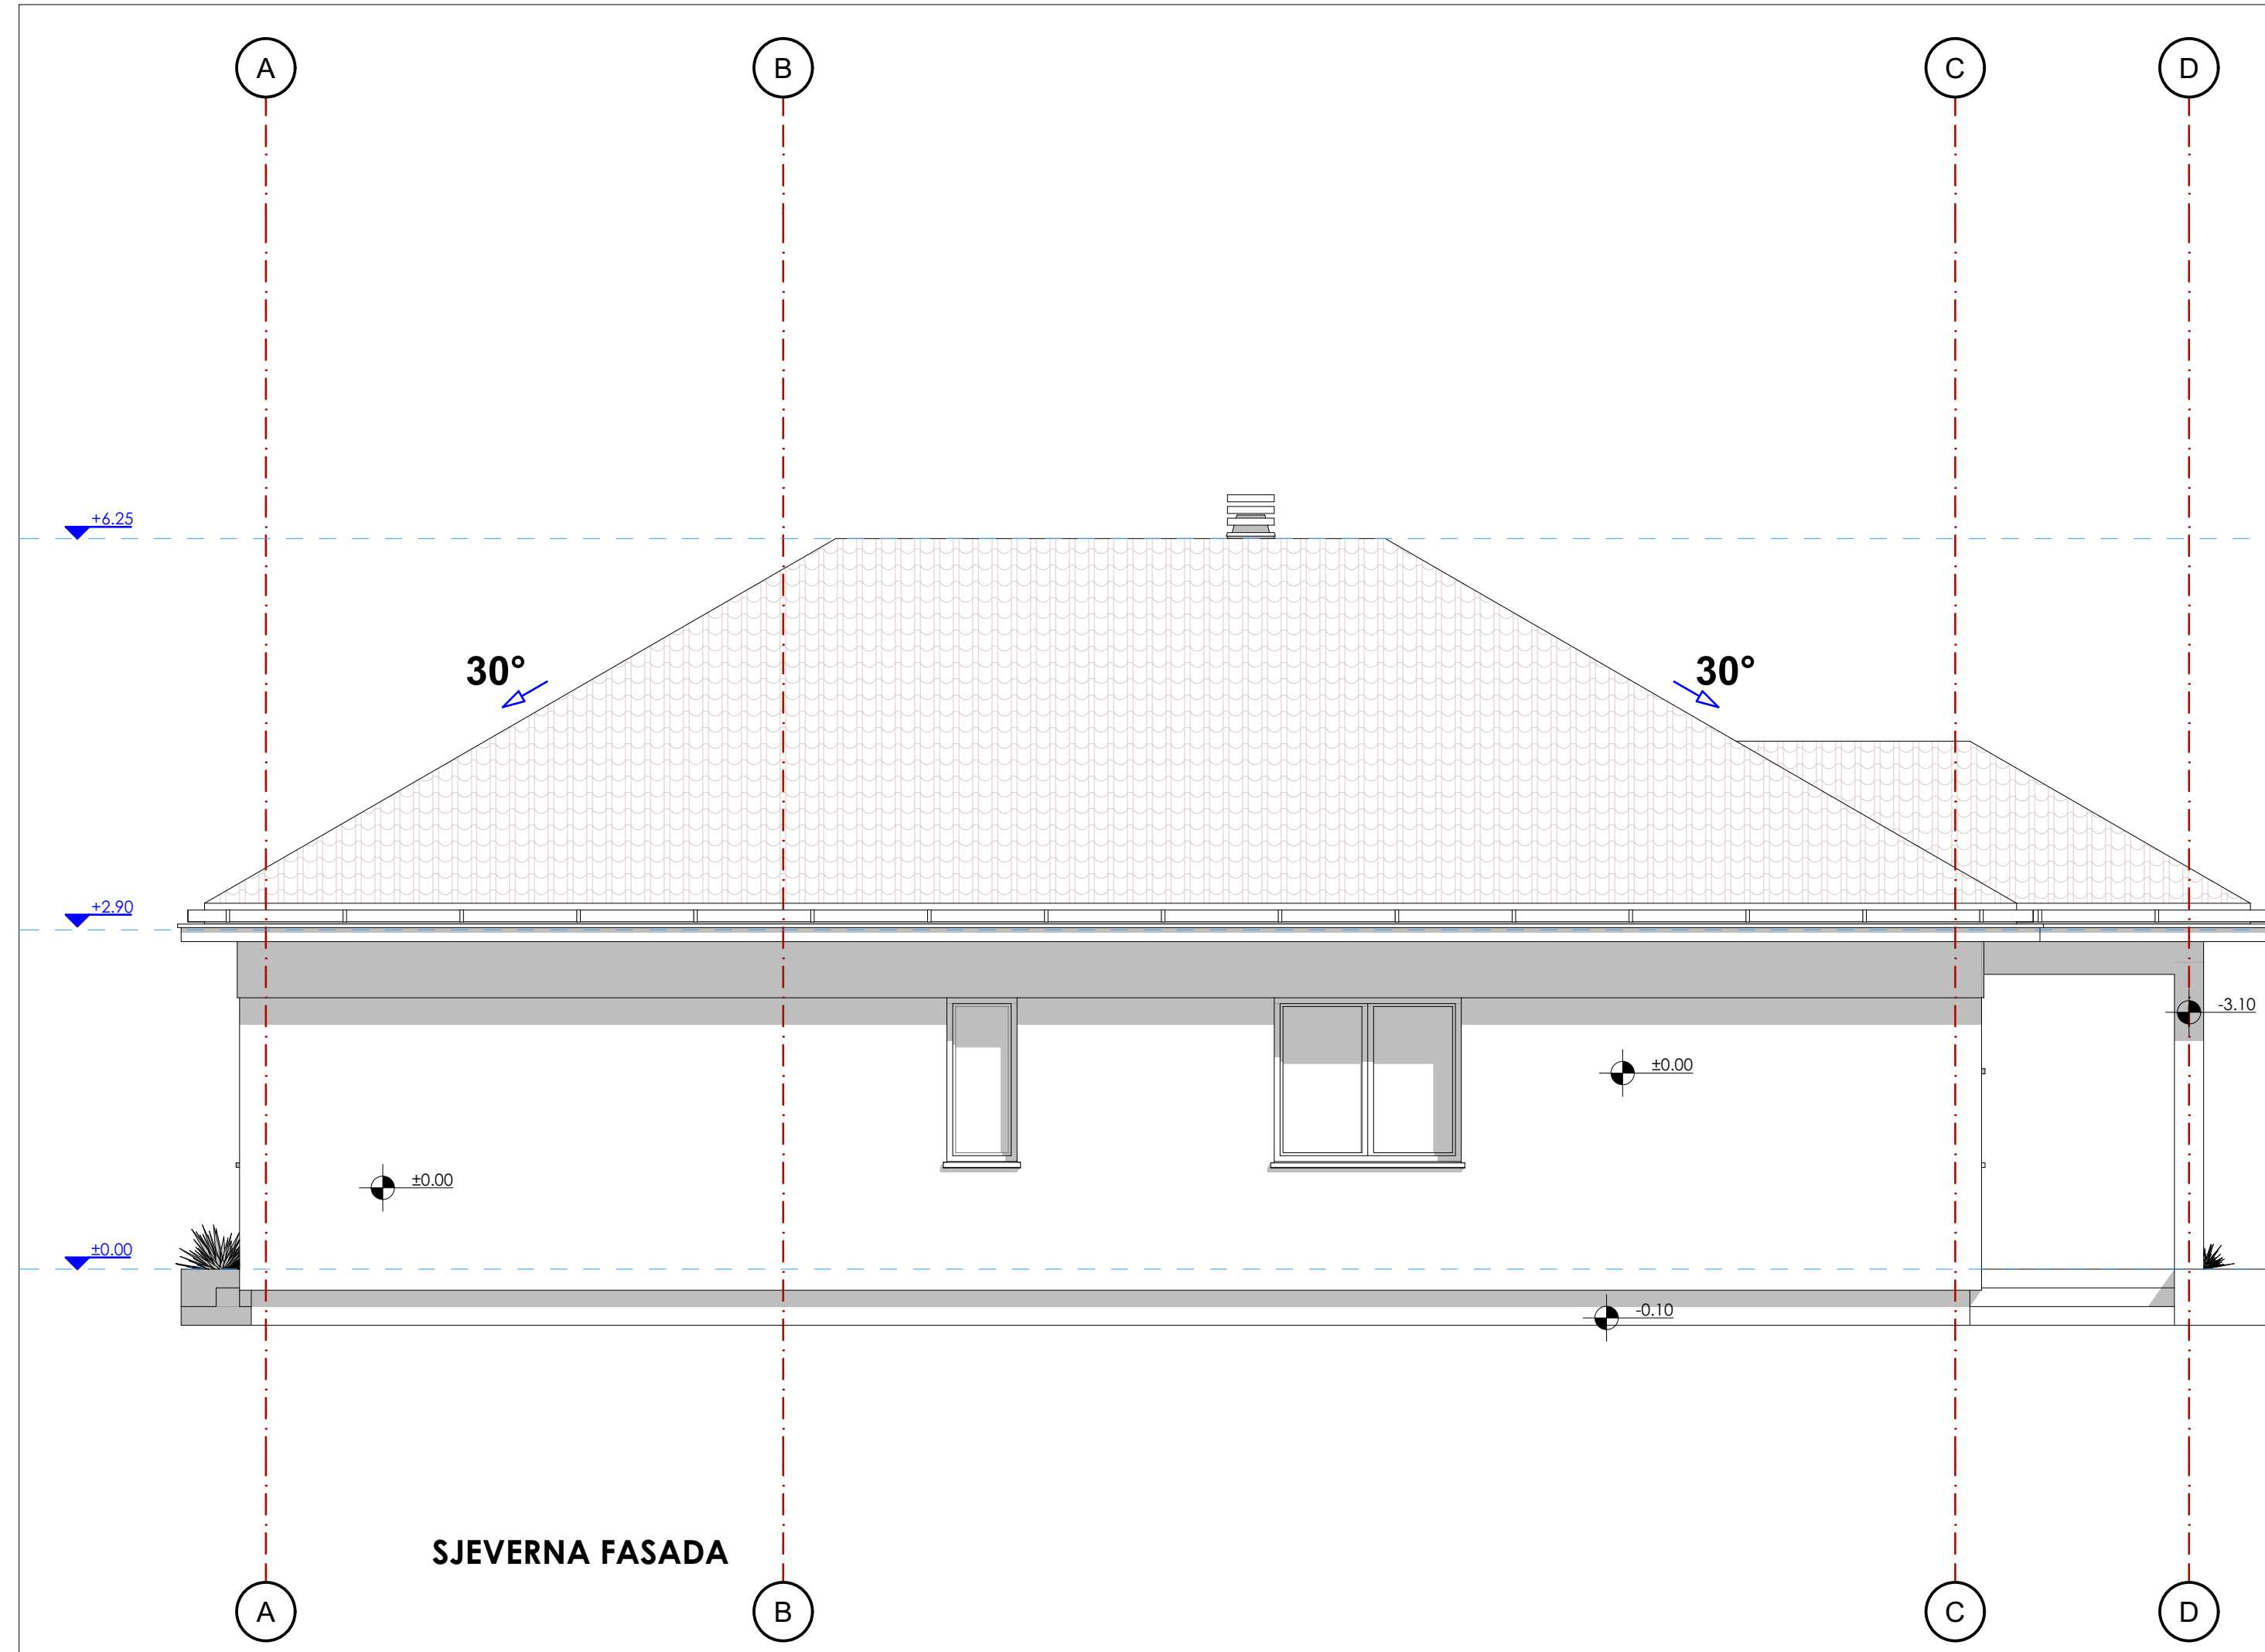 A B C D
+6.25
30° 30°
+2.90
-3.10
±0.00
±0.00
±0.00
-0.10
SJEVERNA FASADA
A B C D